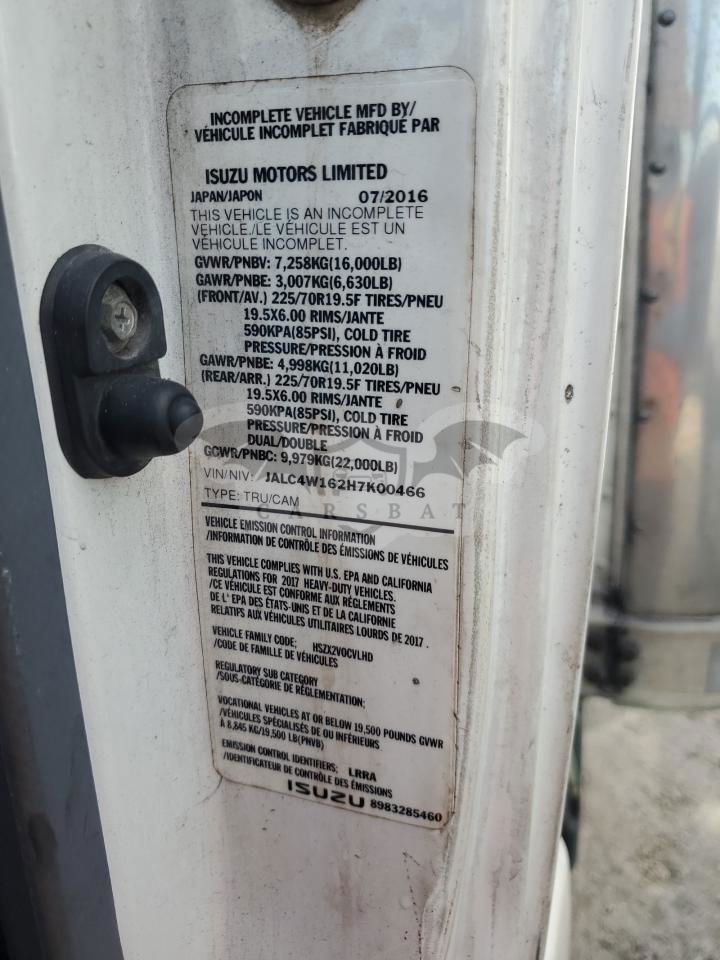 INCOMPLETE VEHICLE MFD BY/
VÉHICULE INCOMPLET FABRIQUÉ PAR
ISUZU MOTORS LIMITED
JAPAN/JAPON 07/2016
THIS VEHICLE IS AN INCOMPLETE
VEHICLE./LE VÉHICULE EST UN
VÉHICULE INCOMPLET.
GVWR/PNBV: 7,258KG(16,000LB)
GAWR/PNBE: 3,007KG(6,630LB)
(FRONT/AV.) 225/70R19.5F TIRES/PNEU
19.5X6.00 RIMS/JANTE
590KPA(85PSI), COLD TIRE
PRESSURE/PRESSION À FROID
GAWR/PNBE: 4,998KG(11,020LB)
(REAR/ARR.) 225/70R19.5F TIRES/PNEU
19.5X6.00 RIMS/JANTE
590KPA(85PSI), COLD TIRE
PRESSURE/PRESSION À FROID
DUAL/DOUBLE
GCWR/PNBC: 9,979KG(22,000LB)
VIN/NIV: JALC4W162H7K00466
TYPE: TRU/CAM
CARSBAT
VEHICLE EMISSION CONTROL INFORMATION
/INFORMATION DE CONTRÔLE DES ÉMISSIONS DE VÉHICULES
THIS VEHICLE COMPLIES WITH U.S. EPA AND CALIFORNIA
REGULATIONS FOR 2017 HEAVY-DUTY VEHICLES.
/CE VÉHICULE EST CONFORME AUX RÈGLEMENTS
DE L' EPA DES ÉTATS-UNIS ET DE LA CALIFORNIE
RELATIFS AUX VÉHICULES UTILITAIRES LOURDS DE 2017.
VEHICLE FAMILY CODE: HSZX2VOCVLHD
/CODE DE FAMILLE DE VÉHICULES
REGULATORY SUB CATEGORY
/SOUS-CATÉGORIE DE RÉGLEMENTATION:
VOCATIONAL VEHICLES AT OR BELOW 19,500 POUNDS GVWR
/VÉHICULES SPÉCIALISÉS DE OU INFÉRIEURS
À 8,845 KG/19,500 LB(PNVB)
EMISSION CONTROL IDENTIFIERS: LRRA
/IDENTIFICATEUR DE CONTRÔLE DES ÉMISSIONS
ISUZU 8983285460